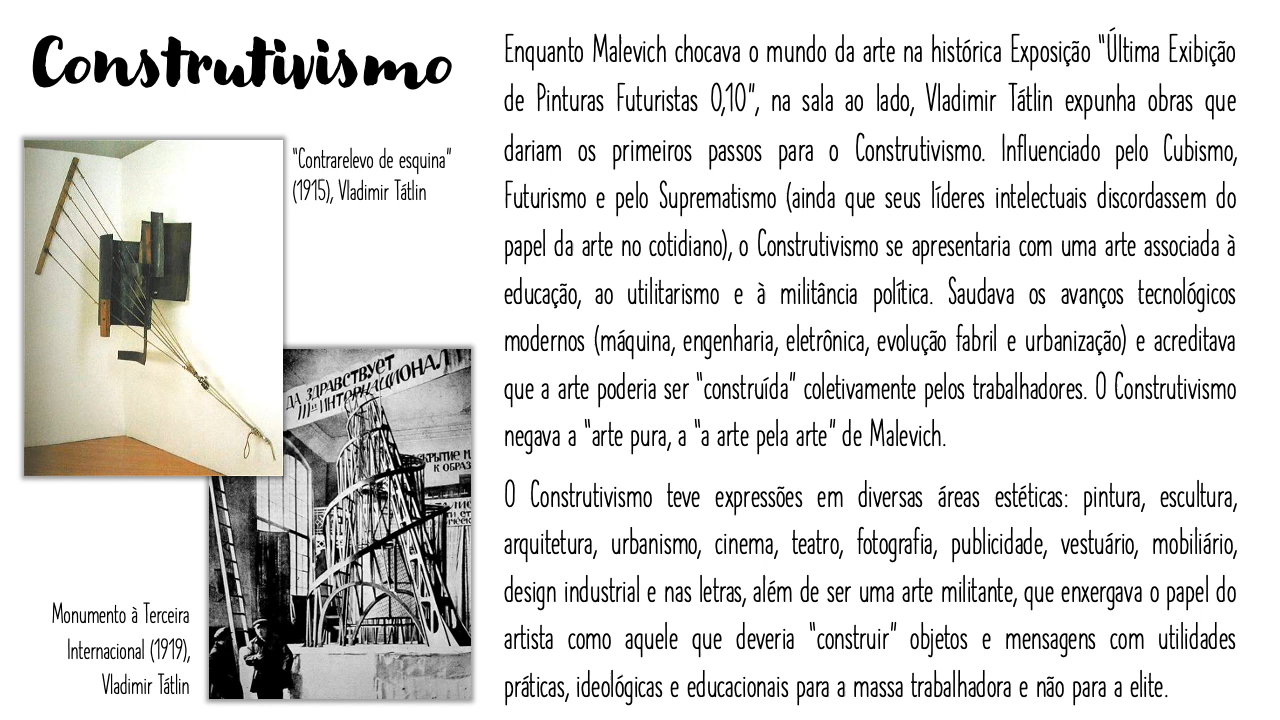 Construtivismo
"Contrarelevo de esquina"
(1915), Vladimir Tátlin
ДА ЗДРАВСТВУЕТ
IIIИЙ ИНТЕРНАЦИОНАЛ
К ОБРАЗ
Monumento à Terceira
Internacional (1919),
Vladimir Tátlin
Enquanto Malevich chocava o mundo da arte na histórica Exposição "Última Exibição
de Pinturas Futuristas 0,10", na sala ao lado, Vladimir Tátlin expunha obras que
dariam os primeiros passos para o Construtivismo. Influenciado pelo Cubismo,
Futurismo e pelo Suprematismo (ainda que seus líderes intelectuais discordassem do
papel da arte no cotidiano), o Construtivismo se apresentaria com uma arte associada à
educação, ao utilitarismo e à militância política. Saudava os avanços tecnológicos
modernos (máquina, engenharia, eletrônica, evolução fabril e urbanização) e acreditava
que a arte poderia ser "construída" coletivamente pelos trabalhadores. O Construtivismo
negava a "arte pura, a "a arte pela arte" de Malevich.
O Construtivismo teve expressões em diversas áreas estéticas: pintura, escultura,
arquitetura, urbanismo, cinema, teatro, fotografia, publicidade, vestuário, mobiliário,
design industrial e nas letras, além de ser uma arte militante, que enxergava o papel do
artista como aquele que deveria "construir" objetos e mensagens com utilidades
práticas, ideológicas e educacionais para a massa trabalhadora e não para a elite.